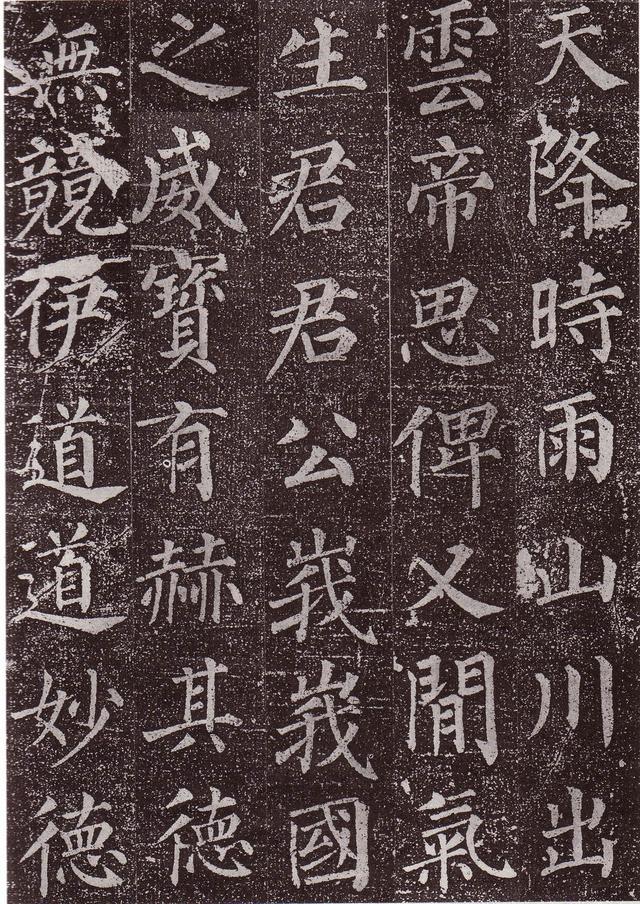 天降時雨山川出
雲帝思俾乂閒氣
生君君公峩峩國
之威寶有赫其德
無競伊道道妙德